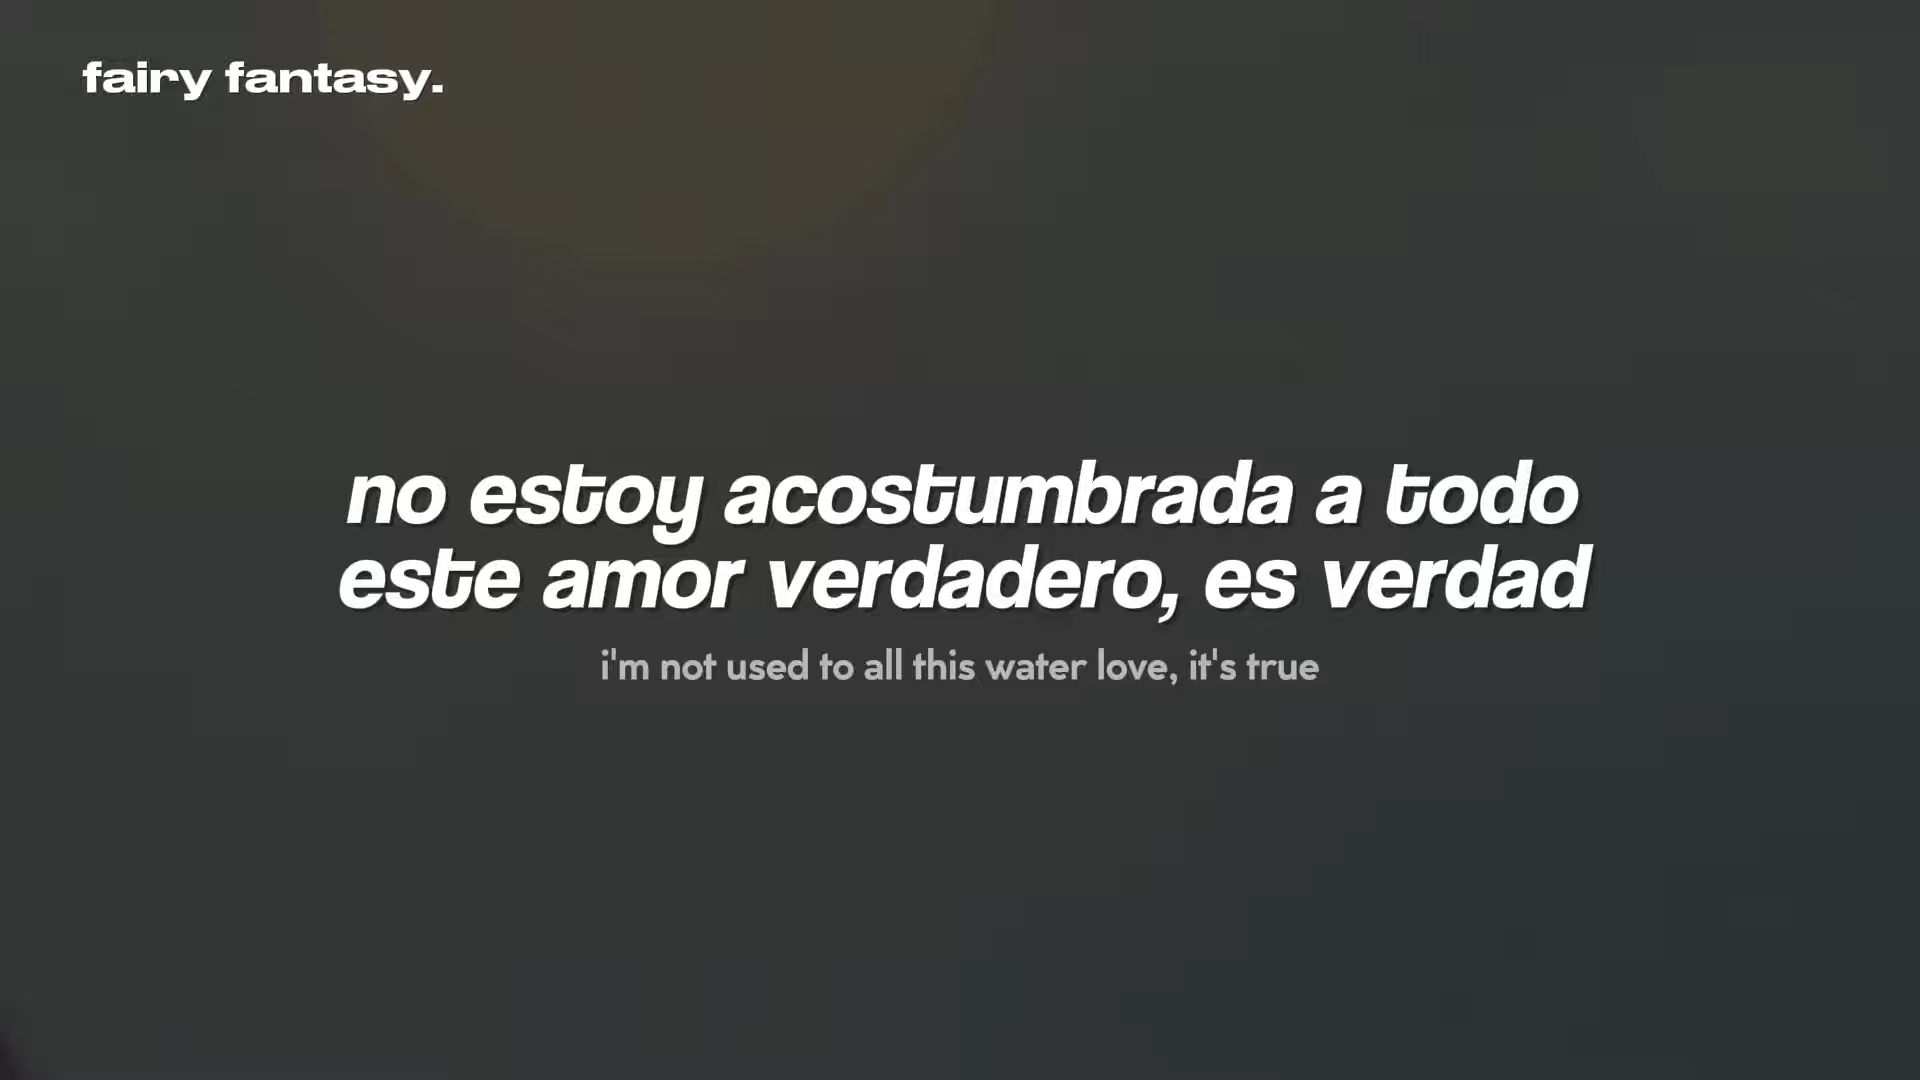 fairy fantasy.
no estoy acostumbrada a todo
este amor verdadero, es verdad
i'm not used to all this water love, it's true